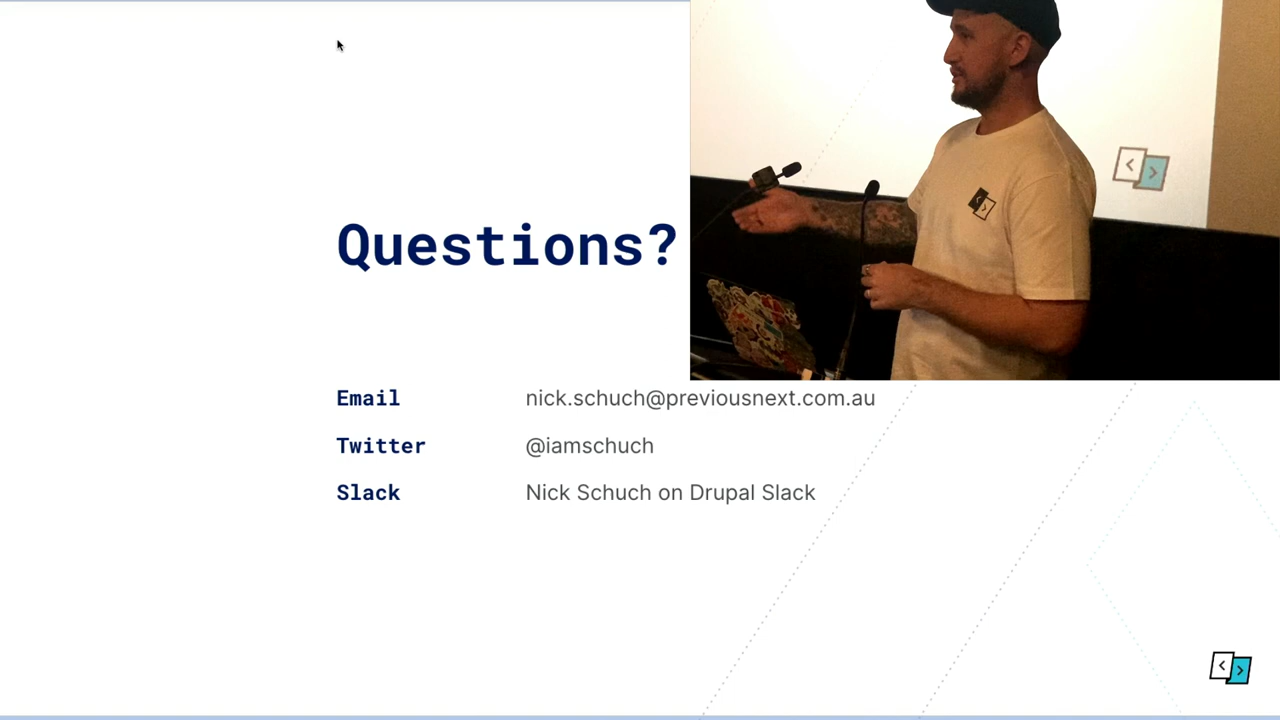 Questions?
Email nick.schuch@previousnext.com.au
Twitter @iamschuch
Slack Nick Schuch on Drupal Slack